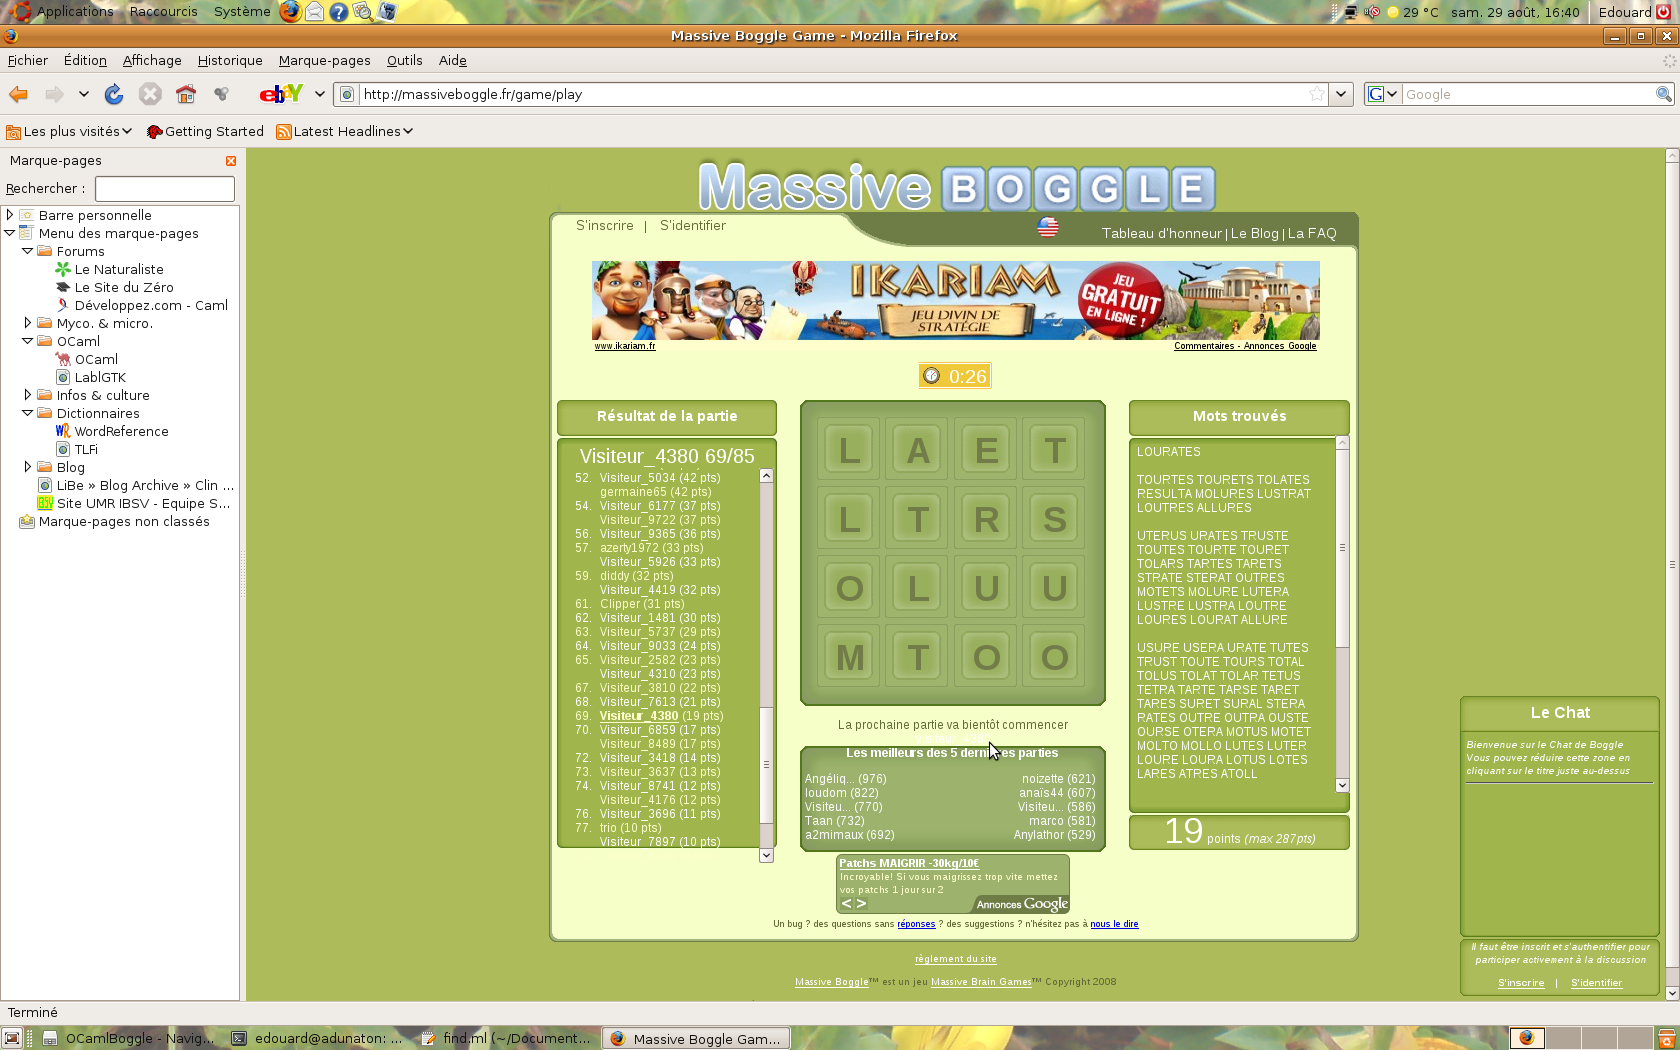 Applications Raccourcis Système 29 °C sam. 29 août, 16:40 Edouard
Massive Boggle Game - Mozilla Firefox
Fichier Édition Affichage Historique Marque-pages Outils Aide
ebY http://massiveboggle.fr/game/play G Google
Les plus visités Getting Started Latest Headlines
Marque-pages
Rechercher :
Barre personnelle
Menu des marque-pages
Forums
Le Naturaliste
Le Site du Zéro
Développez.com - Caml
Myco. & micro.
OCaml
OCaml
LablGTK
Infos & culture
Dictionnaires
WordReference
TLFi
Blog
LiBe » Blog Archive » Clin ...
Site UMR IBSV - Equipe S...
Marque-pages non classés
Massive BOGGLE
S'inscrire | S'identifier
Tableau d'honneur | Le Blog | La FAQ
IKARIAM
JEU DIVIN DE
STRATÉGIE
JEU
GRATUIT
EN LIGNE !
www.ikariam.fr Commentaires - Annonces Google
0:26
Résultat de la partie
Visiteur_4380 69/85
52. Visiteur_5034 (42 pts)
germaine65 (42 pts)
54. Visiteur_6177 (37 pts)
Visiteur_9722 (37 pts)
56. Visiteur_9365 (36 pts)
57. azerty1972 (33 pts)
Visiteur_5926 (33 pts)
59. diddy (32 pts)
Visiteur_4419 (32 pts)
61. Clipper (31 pts)
62. Visiteur_1481 (30 pts)
63. Visiteur_5737 (29 pts)
64. Visiteur_9033 (24 pts)
65. Visiteur_2582 (23 pts)
Visiteur_4310 (23 pts)
67. Visiteur_3810 (22 pts)
68. Visiteur_7613 (21 pts)
69. Visiteur_4380 (19 pts)
70. Visiteur_6859 (17 pts)
Visiteur_8489 (17 pts)
72. Visiteur_3418 (14 pts)
73. Visiteur_3637 (13 pts)
74. Visiteur_8741 (12 pts)
Visiteur_4176 (12 pts)
76. Visiteur_3696 (11 pts)
77. trio (10 pts)
Visiteur_7897 (10 pts)
L A E T
L T R S
O L U U
M T O O
La prochaine partie va bientôt commencer
Les meilleurs des 5 dernières parties
Angéliq... (976) noizette (621)
loudom (822) anaïs44 (607)
Visiteu... (770) Visiteu... (586)
Taan (732) marco (581)
a2mimaux (692) Anylathor (529)
Patchs MAIGRIR -30kg/10€
Incroyable! Si vous maigrissez trop vite mettez
vos patchs 1 jour sur 2
< > Annonces Google
Mots trouvés
LOURATES
TOURTES TOURETS TOLATES
RESULTA MOLURES LUSTRAT
LOUTRES ALLURES
UTERUS URATES TRUSTE
TOUTES TOURTE TOURET
TOLARS TARTES TARETS
STRATE STERAT OUTRES
MOTETS MOLURE LUTERA
LUSTRE LUSTRA LOUTRE
LOURES LOURAT ALLURE
USURE USERA URATE TUTES
TRUST TOUTE TOURS TOTAL
TOLUS TOLAT TOLAR TETUS
TETRA TARTE TARSE TARET
TARES SURET SURAL STERA
RATES OUTRE OUTRA OUSTE
OURSE OTERA MOTUS MOTET
MOLTO MOLLO LUTES LUTER
LOURE LOURA LOTUS LOTES
LARES ATRES ATOLL
19 points (max 287pts)
Un bug ? des questions sans réponses ? des suggestions ? n'hésitez pas à nous le dire
règlement du site
Massive Boggle™ est un jeu Massive Brain Games™ Copyright 2008
Le Chat
Bienvenue sur le Chat de Boggle
Vous pouvez réduire cette zone en
cliquant sur le titre juste au-dessus
Il faut être inscrit et s'authentifier pour
participer activement à la discussion
S'inscrire | S'identifier
Terminé
OCamlBoggle - Navig... edouard@adunaton: ... find.ml (~/Document... Massive Boggle Gam...